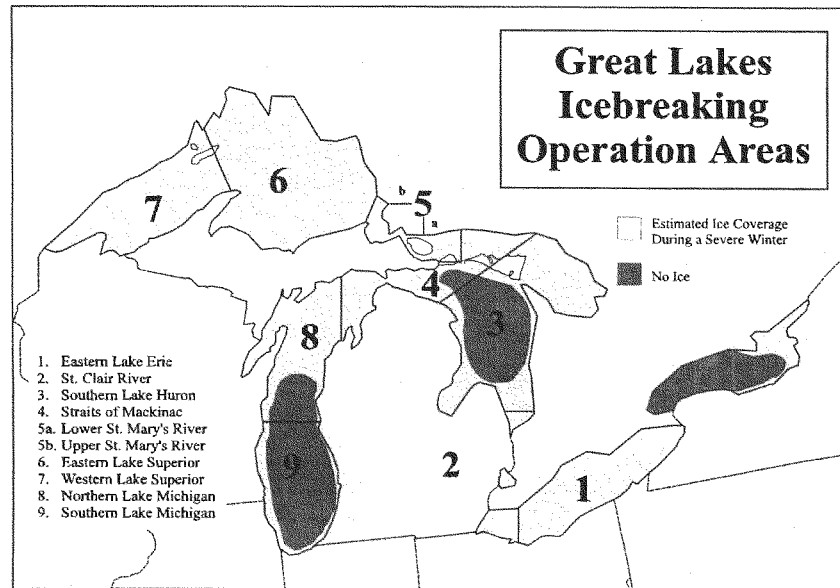 Great Lakes
Icebreaking
Operation Areas
Estimated Ice Coverage
During a Severe Winter
No Ice
6
7
b
5
a
4
3
8
9
2
1
1. Eastern Lake Erie
2. St. Clair River
3. Southern Lake Huron
4. Straits of Mackinac
5a. Lower St. Mary's River
5b. Upper St. Mary's River
6. Eastern Lake Superior
7. Western Lake Superior
8. Northern Lake Michigan
9. Southern Lake Michigan